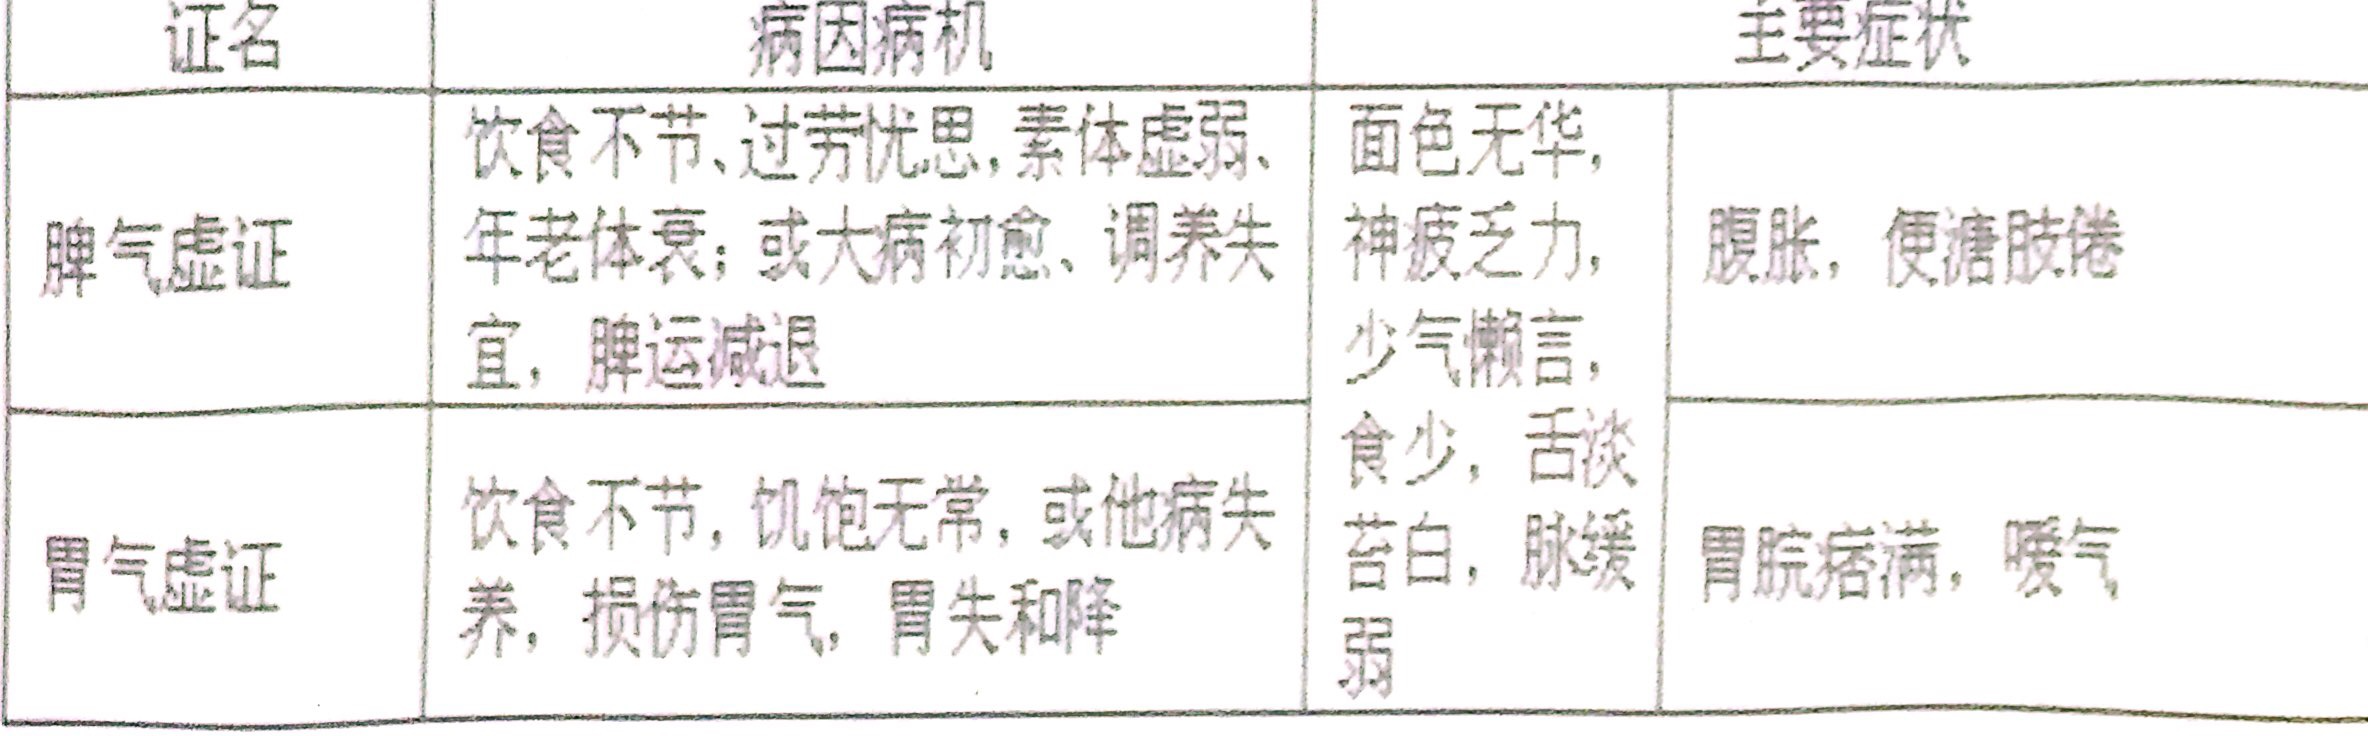 证名 病因病机 主要症状
脾气虚证
饮食不节、过劳忧思,素体虚弱、
年老体衰;或大病初愈、调养失
宜,脾运减退
面色无华,
神疲乏力,
少气懒言,
食少,舌淡
苔白,脉缓
弱
腹胀,便溏肢倦
胃气虚证
饮食不节,饥饱无常,或他病失
养,损伤胃气,胃失和降
胃脘痞满,嗳气